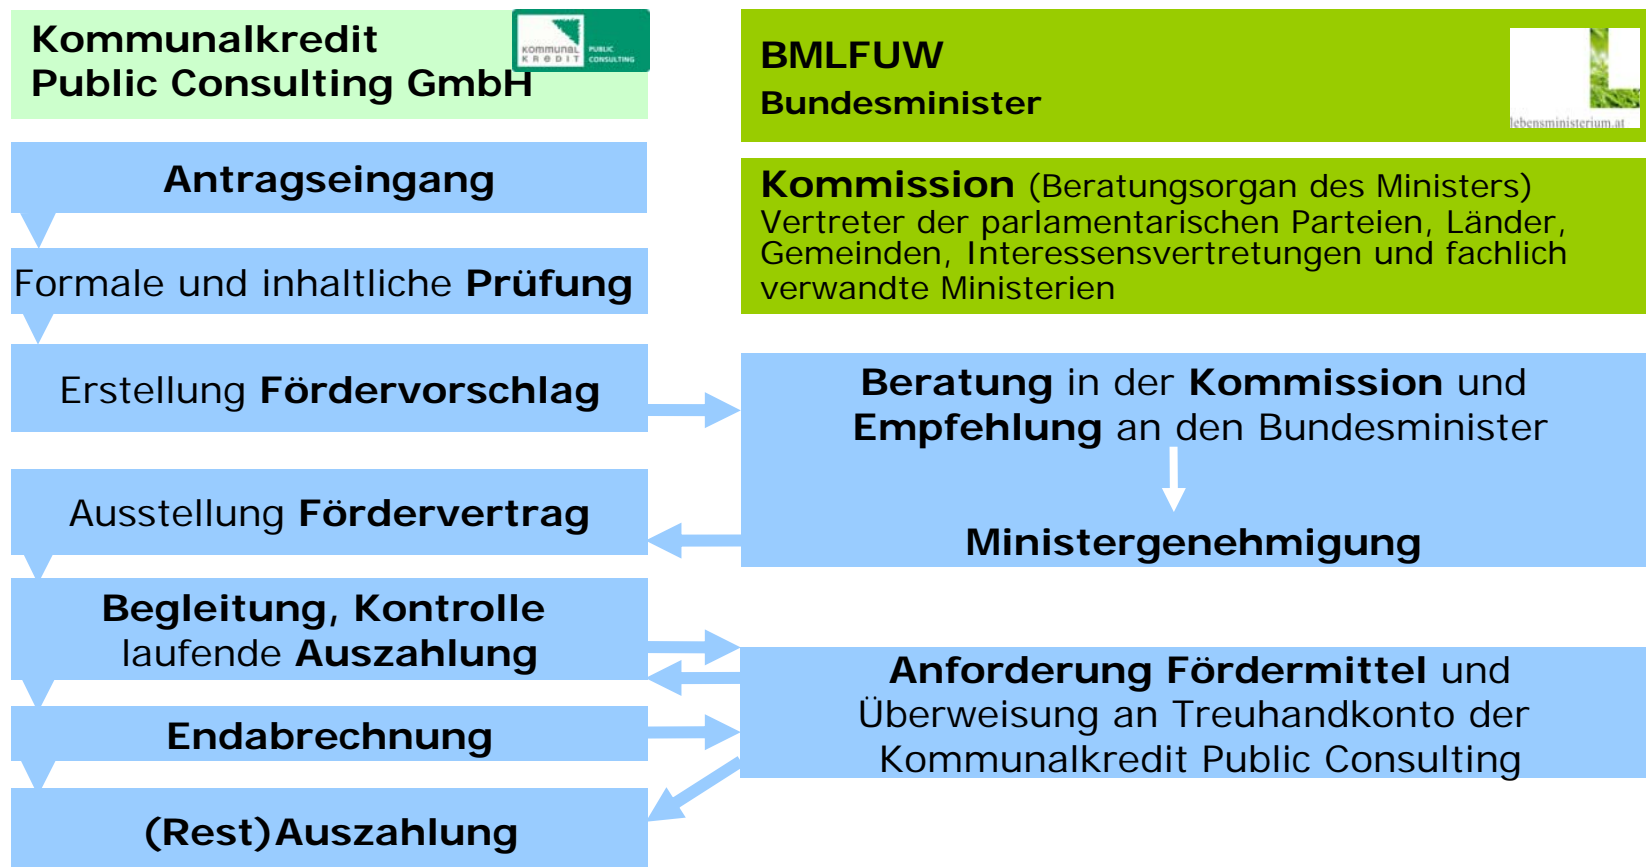 Kommunalkredit
Public Consulting GmbH
KOMMUNAL
KREDIT
PUBLIC
CONSULTING
BMLFUW
Bundesminister
lebensministerium.at
Antragseingang
Kommission (Beratungsorgan des Ministers)
Vertreter der parlamentarischen Parteien, Länder,
Gemeinden, Interessensvertretungen und fachlich
verwandte Ministerien
Formale und inhaltliche Prüfung
Erstellung Fördervorschlag
Beratung in der Kommission und
Empfehlung an den Bundesminister
Ministergenehmigung
Ausstellung Fördervertrag
Begleitung, Kontrolle
laufende Auszahlung
Anforderung Fördermittel und
Überweisung an Treuhandkonto der
Kommunalkredit Public Consulting
Endabrechnung
(Rest)Auszahlung